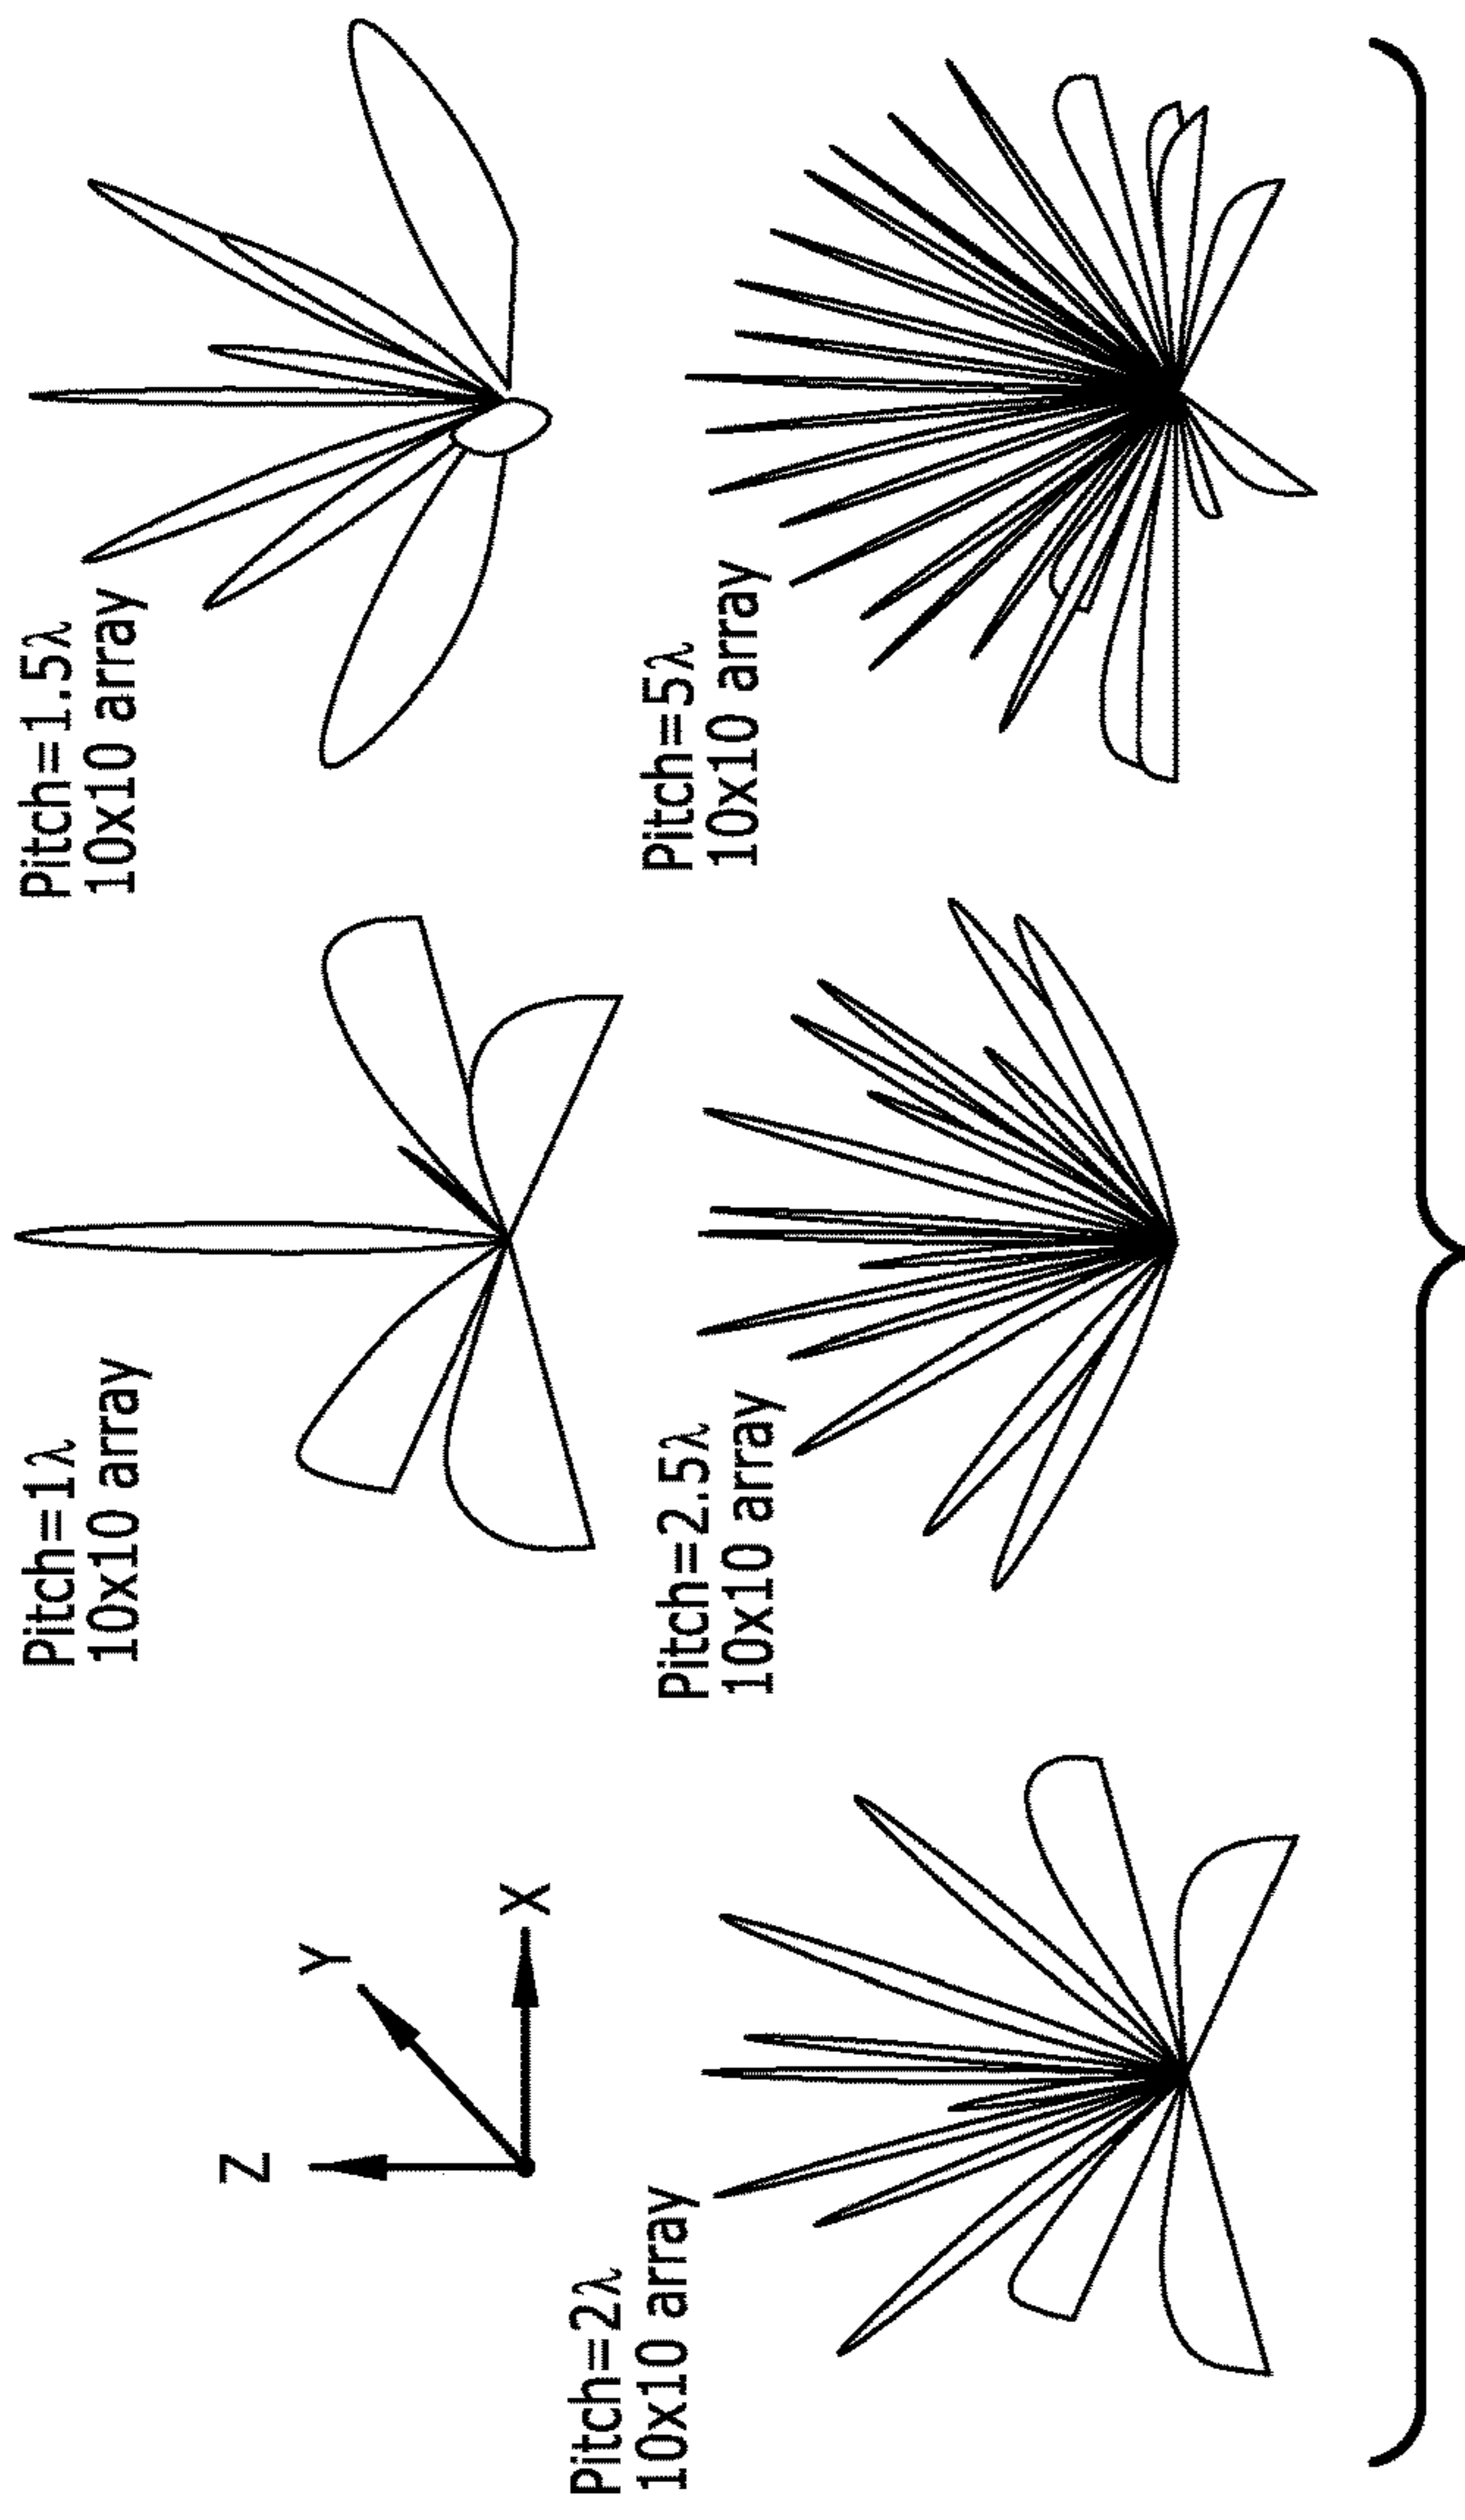 Z
Y
X
Pitch=1λ
10x10 array
Pitch=1.5λ
10x10 array
Pitch=2λ
10x10 array
Pitch=2.5λ
10x10 array
Pitch=5λ
10x10 array